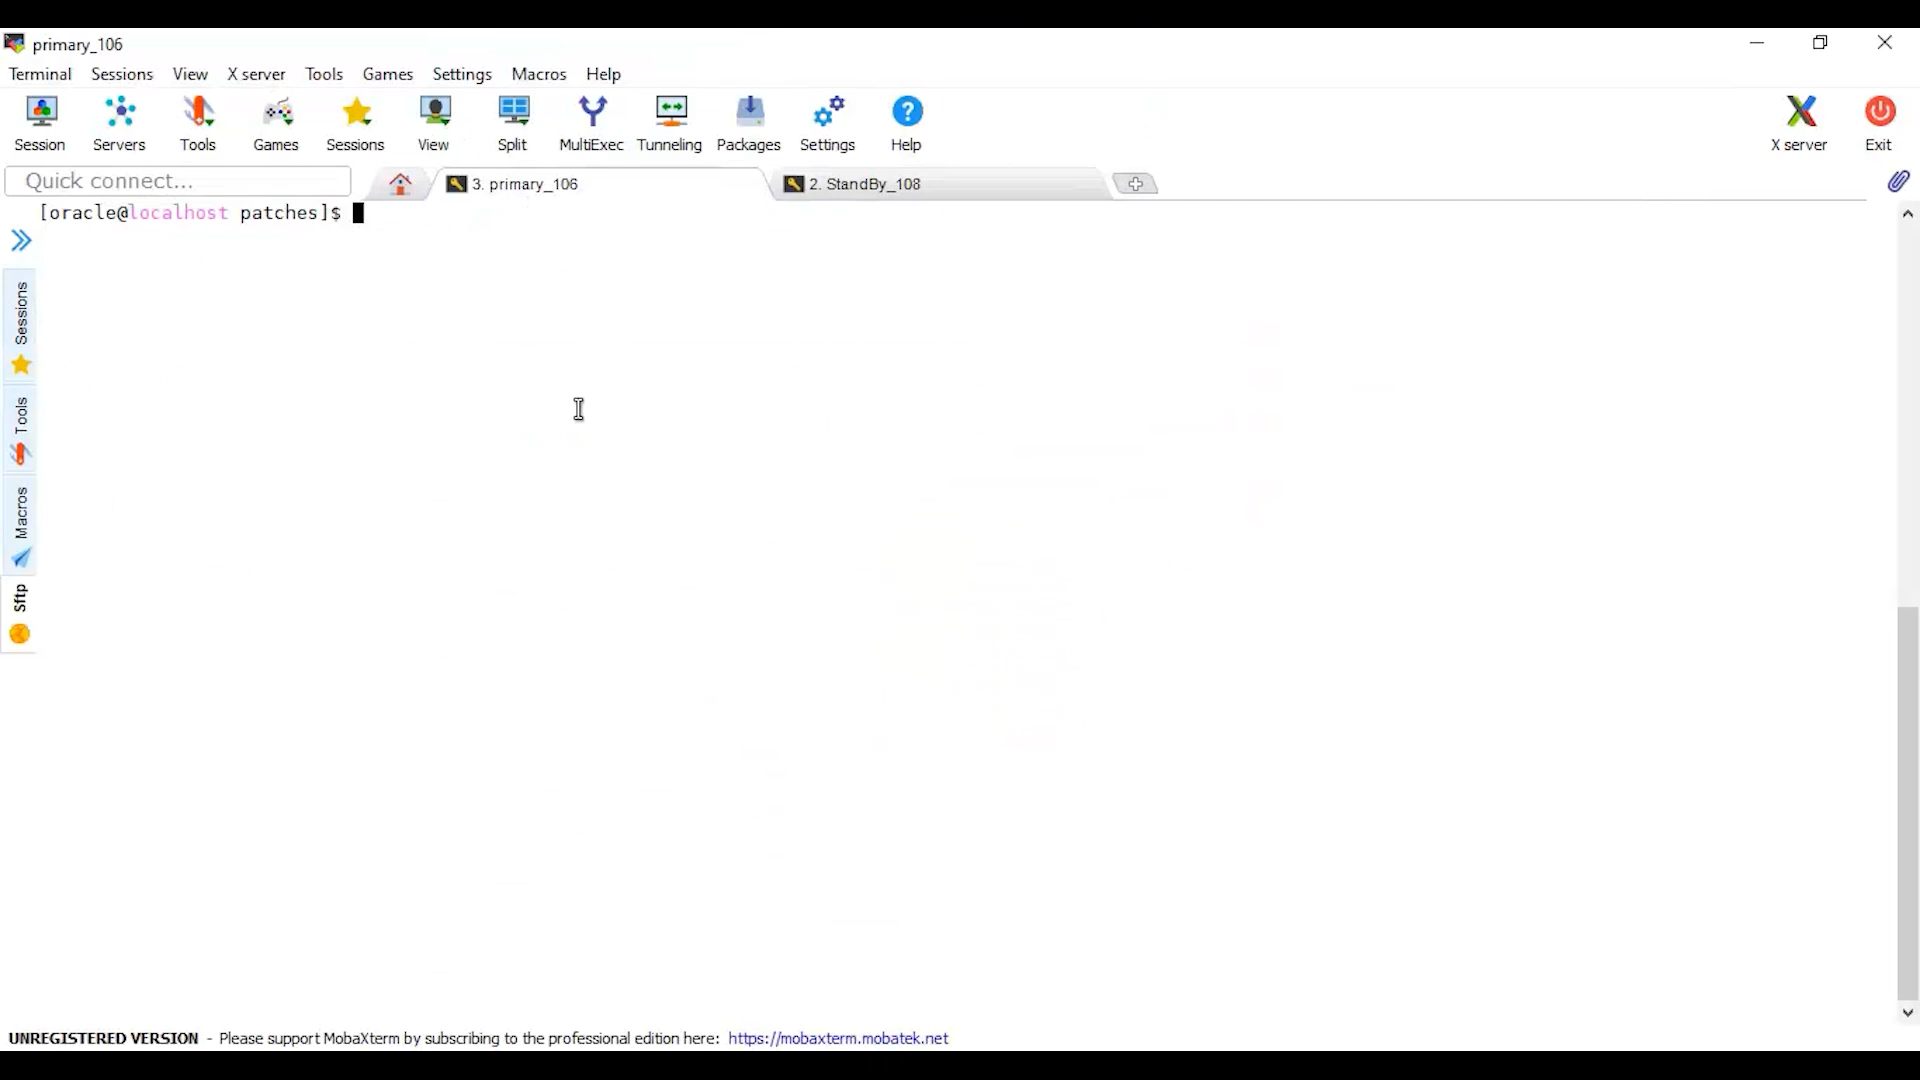 primary_106
Terminal Sessions View X server Tools Games Settings Macros Help
Session Servers Tools Games Sessions View Split MultiExec Tunneling Packages Settings Help X server Exit
Quick connect... 3. primary_106 2. StandBy_108
[oracle@localhost patches]$
Sessions
Tools
Macros
Sftp
UNREGISTERED VERSION - Please support MobaXterm by subscribing to the professional edition here: https://mobaxterm.mobatek.net